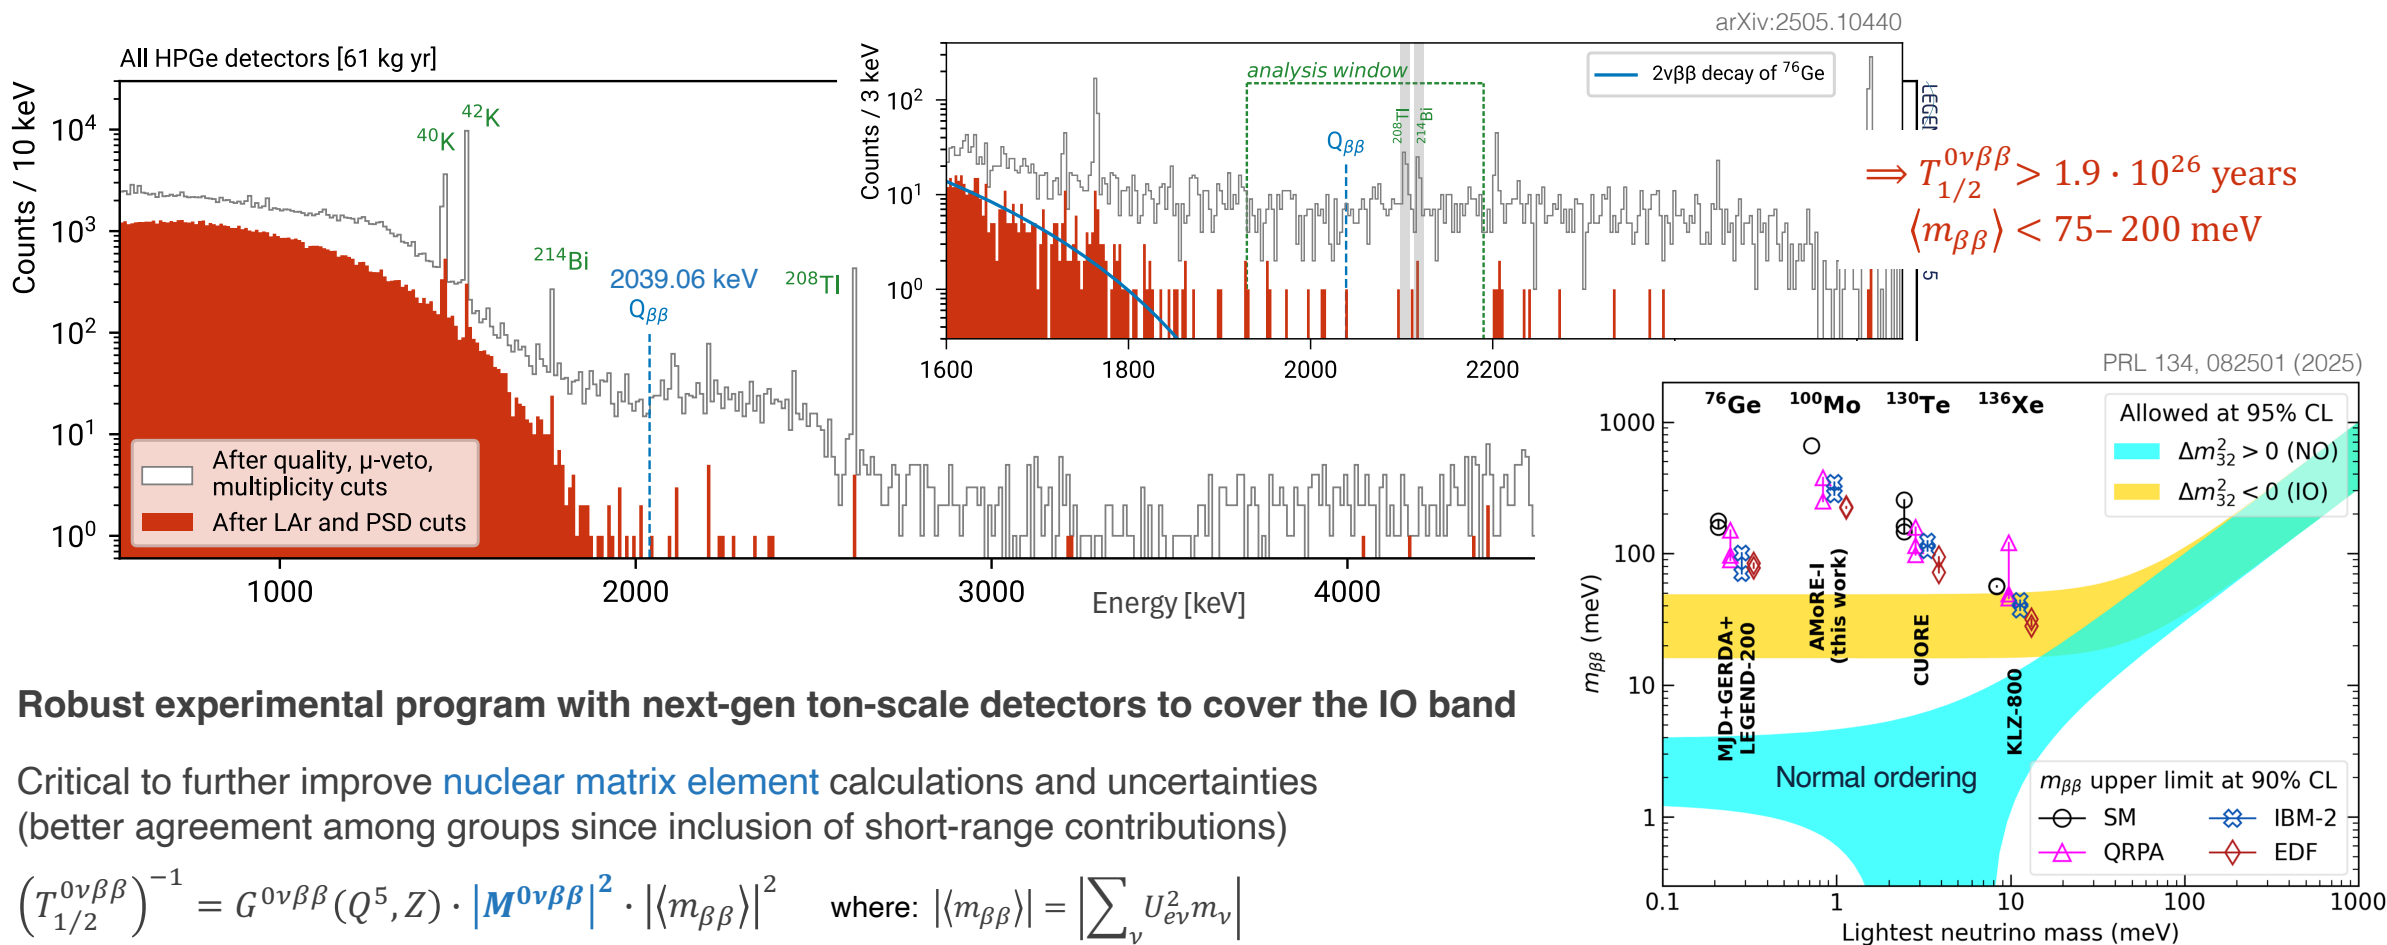 arXiv:2505.10440
All HPGe detectors [61 kg yr]
Counts / 10 keV
10⁴
10³
10²
10¹
10⁰
⁴⁰K
⁴²K
²¹⁴Bi
2039.06 keV
Qββ
²⁰⁸Tl
After quality, μ-veto,
multiplicity cuts
After LAr and PSD cuts
1000
2000
3000
4000
Energy [keV]
Counts / 3 keV
10²
10¹
10⁰
analysis window
Qββ
²⁰⁸Tl
²¹⁴Bi
2νββ decay of ⁷⁶Ge
1600
1800
2000
2200
⟹ T₁/₂^0νββ > 1.9 · 10²⁶ years
⟨mββ⟩ < 75– 200 meV
PRL 134, 082501 (2025)
⁷⁶Ge ¹⁰⁰Mo ¹³⁰Te ¹³⁶Xe
Allowed at 95% CL
Δm²₃₂ > 0 (NO)
Δm²₃₂ < 0 (IO)
mββ (meV)
1000
100
10
1
MJD+GERDA+
LEGEND-200
AMoRE-I
(this work)
CUORE
KLZ-800
Normal ordering
mββ upper limit at 90% CL
SM
IBM-2
QRPA
EDF
0.1
1
10
100
1000
Lightest neutrino mass (meV)
Robust experimental program with next-gen ton-scale detectors to cover the IO band
Critical to further improve nuclear matrix element calculations and uncertainties
(better agreement among groups since inclusion of short-range contributions)
(T₁/₂^0νββ)⁻¹ = G^0νββ(Q⁵, Z) · |M^0νββ|² · |⟨mββ⟩|² where: |⟨mββ⟩| = |∑ν U²eν mν|